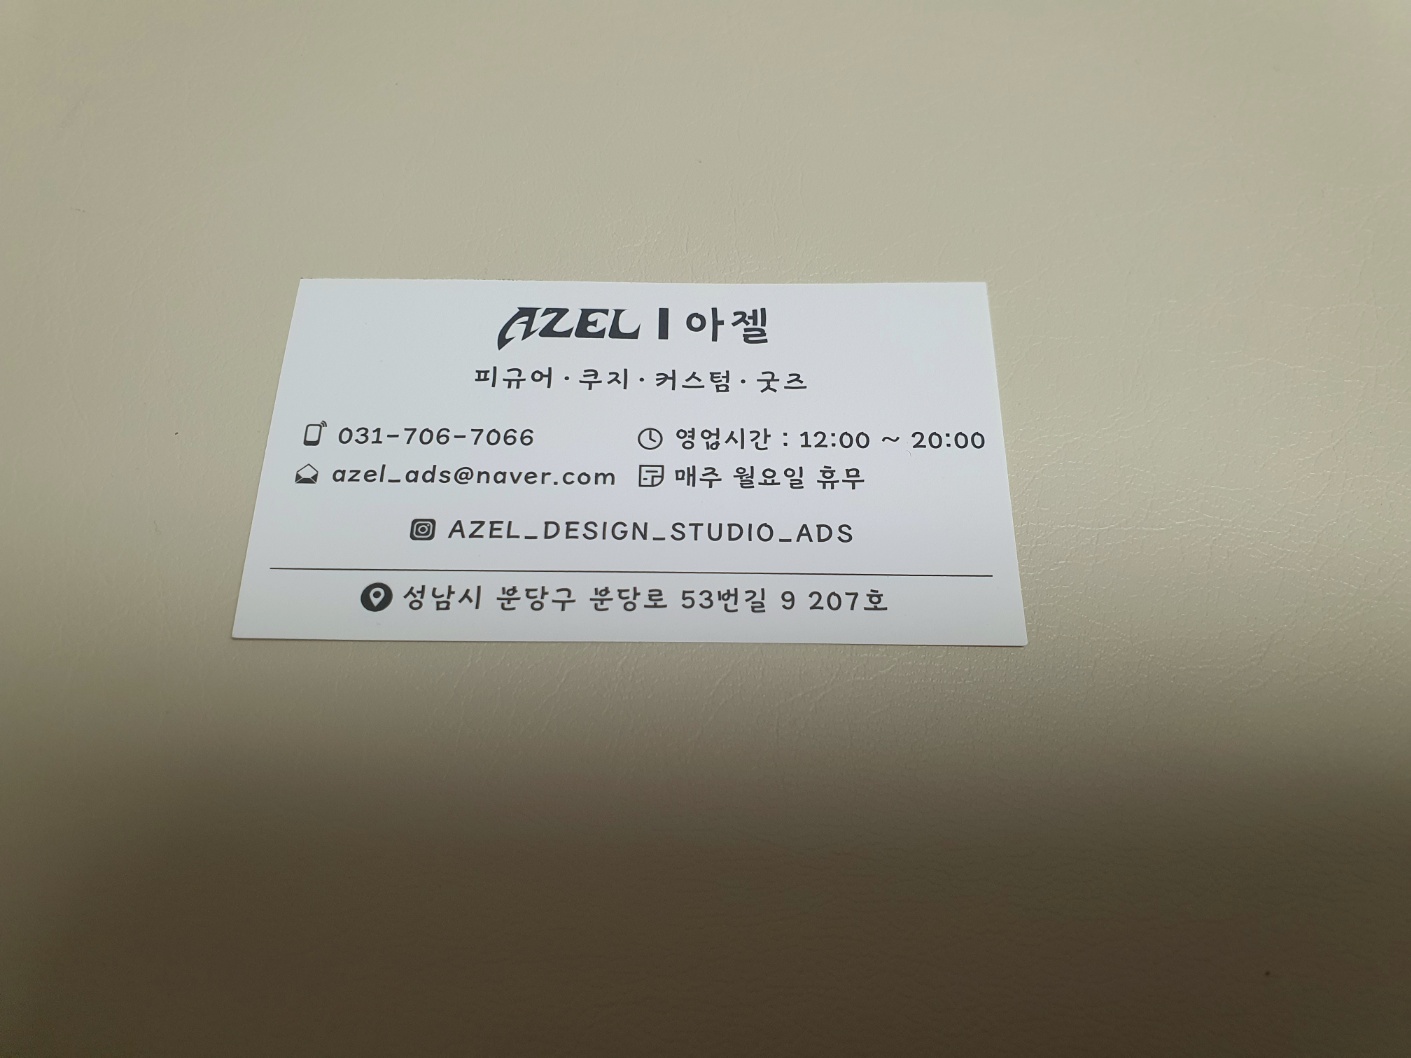 AZEL I 아젤
피규어 · 쿠지 · 커스텀 · 굿즈
031-706-7066
영업시간 : 12:00 ~ 20:00
azel_ads@naver.com
매주 월요일 휴무
AZEL_DESIGN_STUDIO_ADS
성남시 분당구 분당로 53번길 9 207호